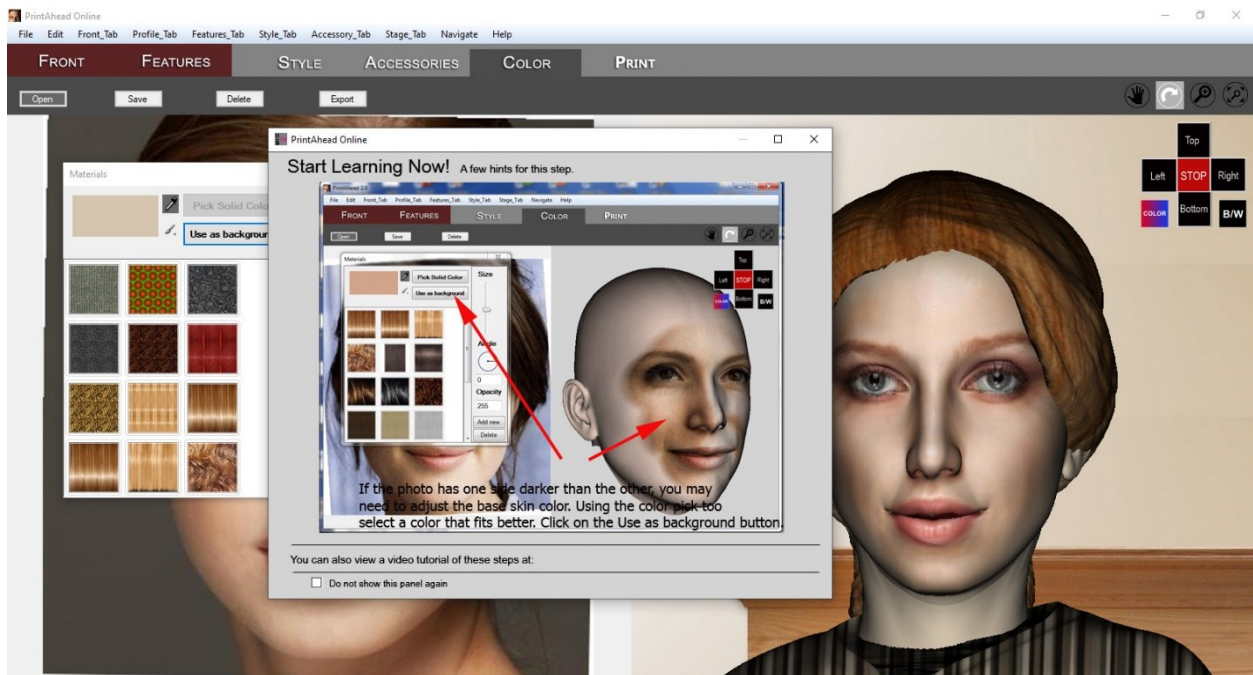 PrintAhead Online
File Edit Front_Tab Profile_Tab Features_Tab Style_Tab Accessory_Tab Stage_Tab Navigate Help
FRONT FEATURES STYLE ACCESSORIES COLOR PRINT
Open Save Delete Export
Top
Left STOP Right
COLOR Bottom B/W
Materials
Pick Solid Colo
Use as backgrour
PrintAhead Online
Start Learning Now! A few hints for this step.
PrintAhead 2.0
File Edit Front_Tab Profile_Tab Features_Tab Style_Tab Stage_Tab Navigate Help
FRONT FEATURES STYLE COLOR PRINT
Open Save Delete
Materials
Pick Solid Color
Use as background
Size
Angle
0
Opacity
255
Add new
Delete
Top
Left STOP Right
COLOR Bottom B/W
If the photo has one side darker than the other, you may
need to adjust the base skin color. Using the color pick too
select a color that fits better. Click on the Use as background button.
You can also view a video tutorial of these steps at:
Do not show this panel again